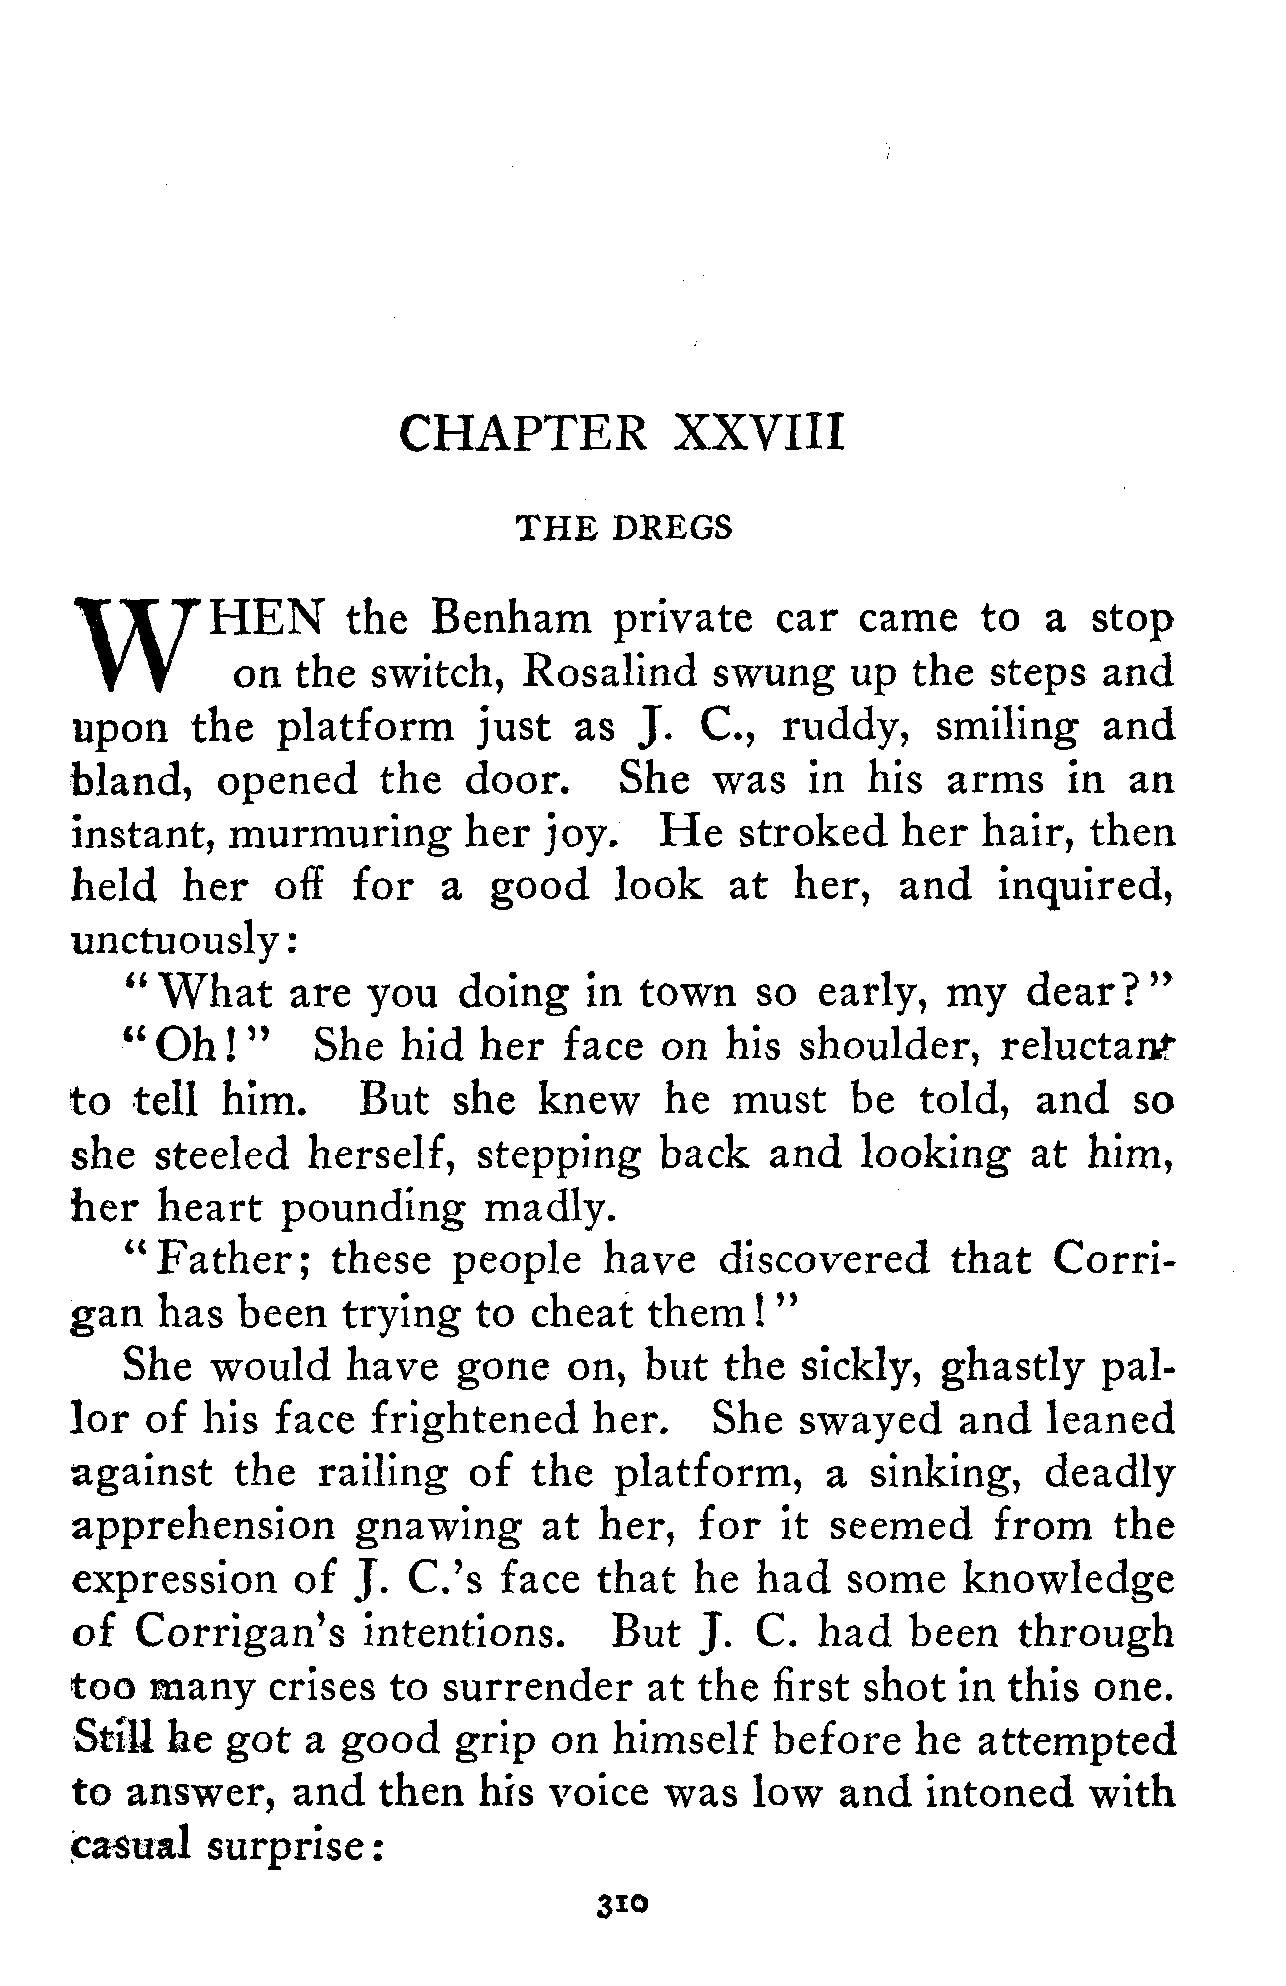 CHAPTER XXVIII
THE DREGS
WHEN the Benham private car came to a stop
on the switch, Rosalind swung up the steps and
upon the platform just as J. C., ruddy, smiling and
bland, opened the door. She was in his arms in an
instant, murmuring her joy. He stroked her hair, then
held her off for a good look at her, and inquired,
unctuously:
"What are you doing in town so early, my dear?"
"Oh!" She hid her face on his shoulder, reluctant
to tell him. But she knew he must be told, and so
she steeled herself, stepping back and looking at him,
her heart pounding madly.
"Father; these people have discovered that Corri-
gan has been trying to cheat them!"
She would have gone on, but the sickly, ghastly pal-
lor of his face frightened her. She swayed and leaned
against the railing of the platform, a sinking, deadly
apprehension gnawing at her, for it seemed from the
expression of J. C.'s face that he had some knowledge
of Corrigan's intentions. But J. C. had been through
too many crises to surrender at the first shot in this one.
Still he got a good grip on himself before he attempted
to answer, and then his voice was low and intoned with
casual surprise:
310